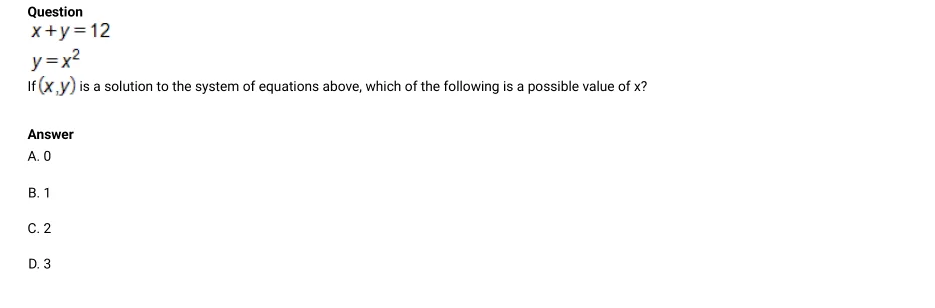 Question
x+y=12
y=x²
If (x,y) is a solution to the system of equations above, which of the following is a possible value of x?
Answer
A. 0
B. 1
C. 2
D. 3